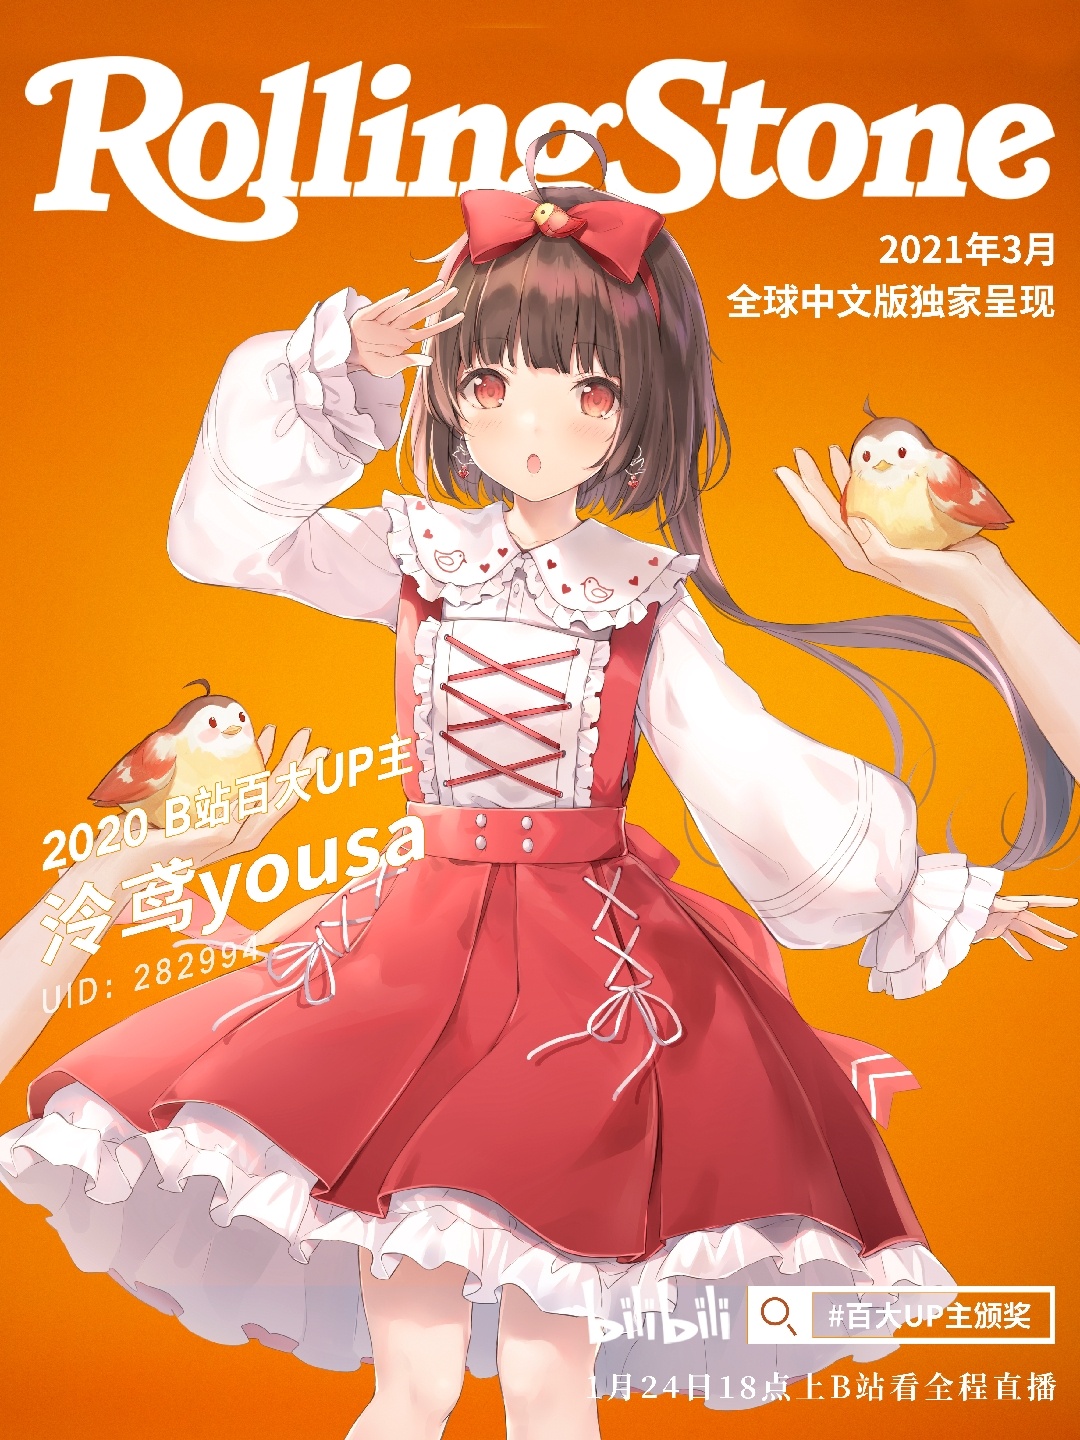 RollingStone
2021年3月
全球中文版独家呈现
2020 B站百大UP主
泠鸢yousa
UID: 282994
bilibili
#百大UP主颁奖
1月24日18点上B站看全程直播